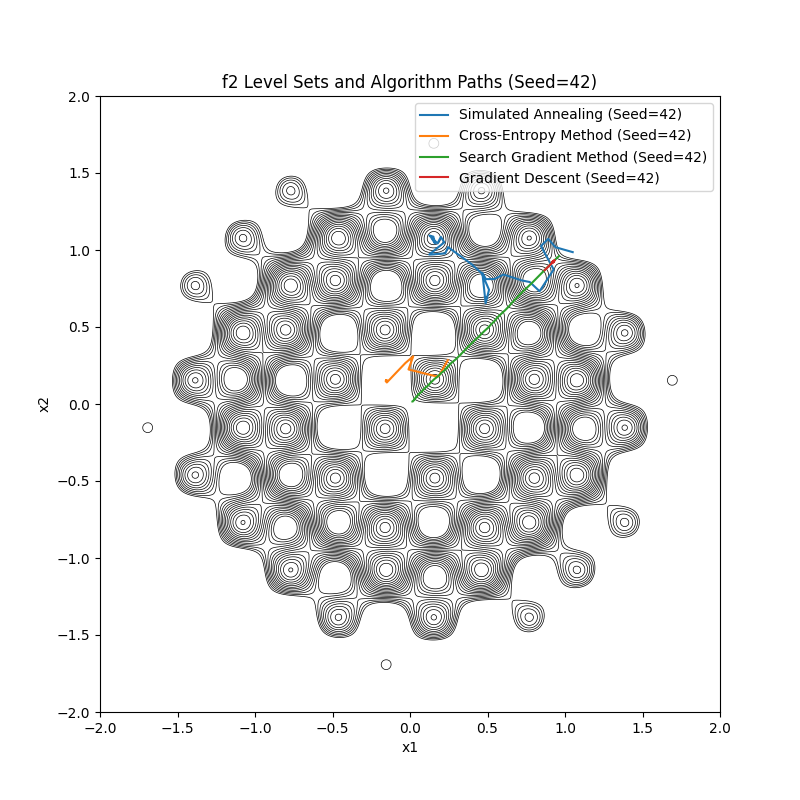 f2 Level Sets and Algorithm Paths (Seed=42)
Simulated Annealing (Seed=42)
Cross-Entropy Method (Seed=42)
Search Gradient Method (Seed=42)
Gradient Descent (Seed=42)
2.0
1.5
1.0
0.5
0.0
−0.5
−1.0
−1.5
−2.0
x2
−2.0 −1.5 −1.0 −0.5 0.0 0.5 1.0 1.5 2.0
x1